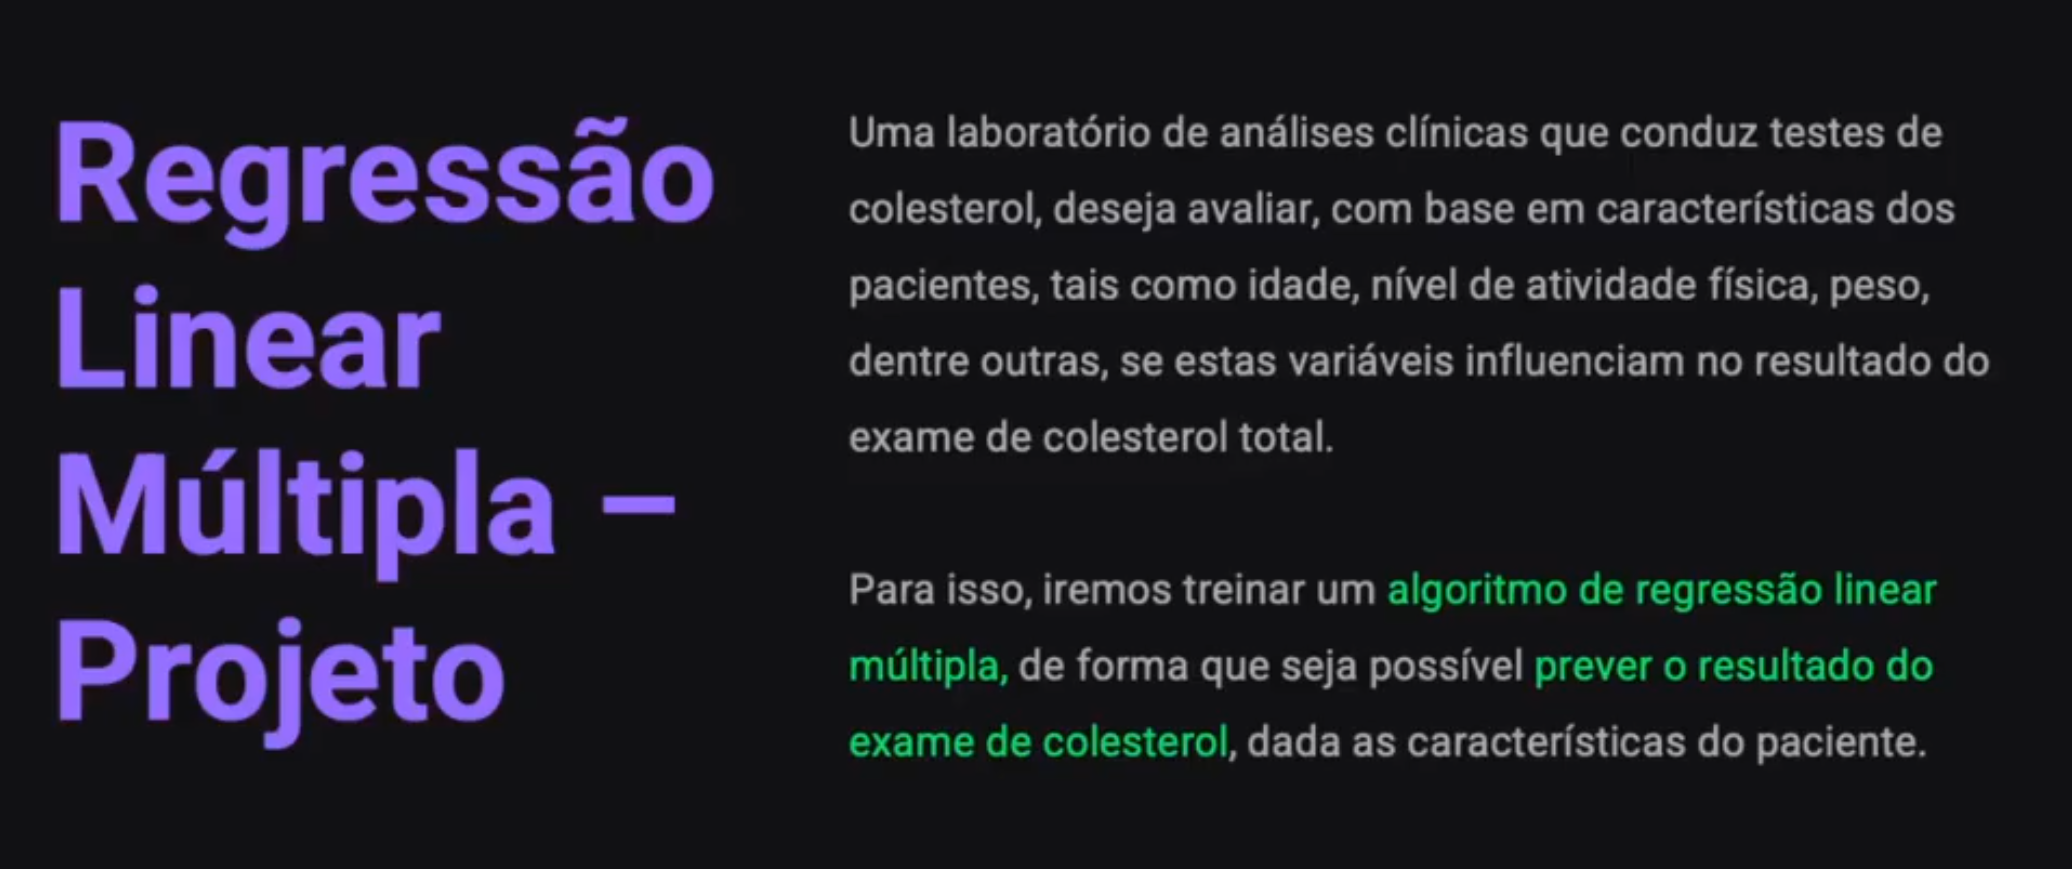 Regressão
Linear
Múltipla –
Projeto
Uma laboratório de análises clínicas que conduz testes de
colesterol, deseja avaliar, com base em características dos
pacientes, tais como idade, nível de atividade física, peso,
dentre outras, se estas variáveis influenciam no resultado do
exame de colesterol total.
Para isso, iremos treinar um algoritmo de regressão linear
múltipla, de forma que seja possível prever o resultado do
exame de colesterol, dada as características do paciente.